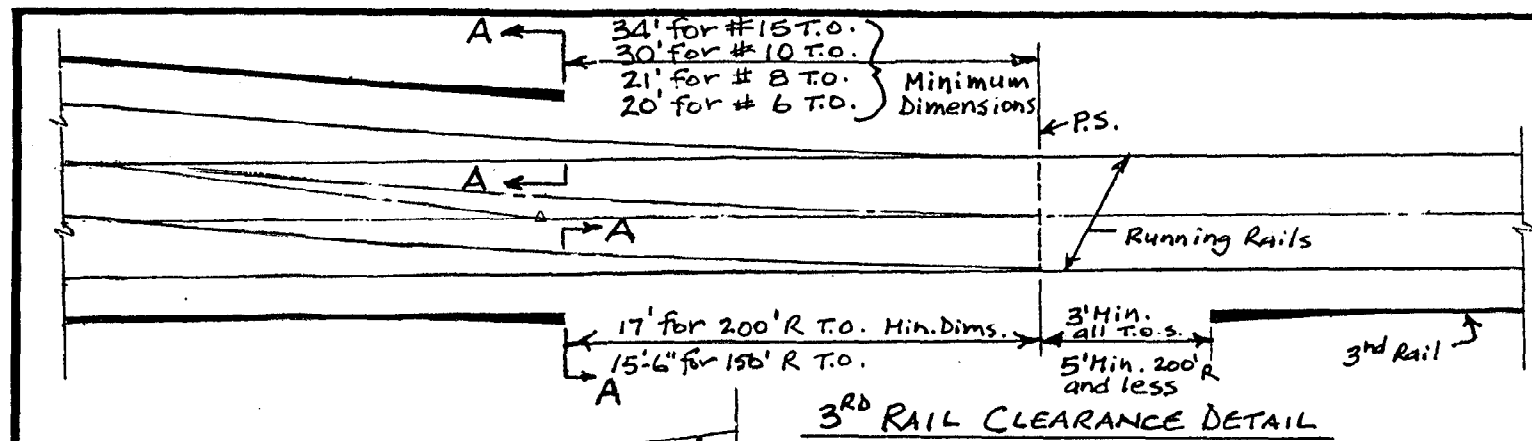 A
34' for #15 T.O.
30' for #10 T.O.
21' for # 8 T.O.
20' for # 6 T.O.
Minimum
Dimensions
P.S.
A
A
Running Rails
17' for 200' R T.O. Min. Dims.
15'-6" for 150' R T.O.
A
3' Min.
all T.O.s.
5' Min. 200' R
and less
3nd Rail
3RD RAIL CLEARANCE DETAIL